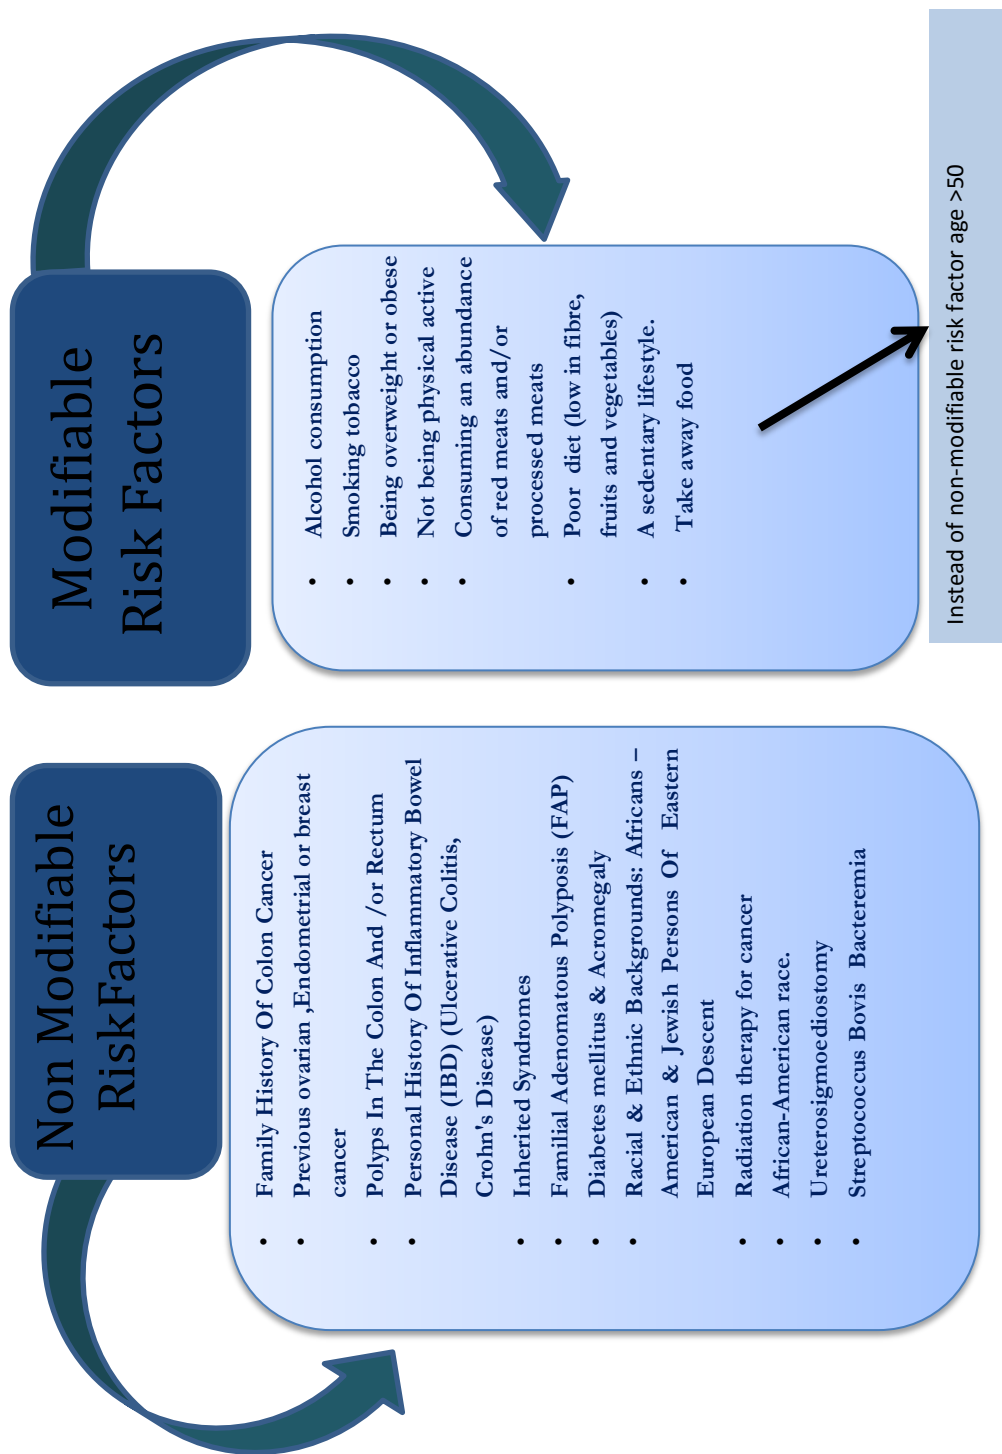 Non Modifiable
RiskFactors
• Family History Of Colon Cancer
• Previous ovarian ,Endometrial or breast
cancer
• Polyps In The Colon And /or Rectum
• Personal History Of Inflammatory Bowel
Disease (IBD) (Ulcerative Colitis,
Crohn's Disease)
• Inherited Syndromes
• Familial Adenomatous Polyposis (FAP)
• Diabetes mellitus & Acromegaly
• Racial & Ethnic Backgrounds: Africans –
American & Jewish Persons Of Eastern
European Descent
• Radiation therapy for cancer
• African-American race.
• Ureterosigmoediostomy
• Streptococcus Bovis Bacteremia
Modifiable
Risk Factors
• Alcohol consumption
• Smoking tobacco
• Being overweight or obese
• Not being physical active
• Consuming an abundance
of red meats and/or
processed meats
• Poor diet (low in fibre,
fruits and vegetables)
• A sedentary lifestyle.
• Take away food
Instead of non-modifiable risk factor age >50